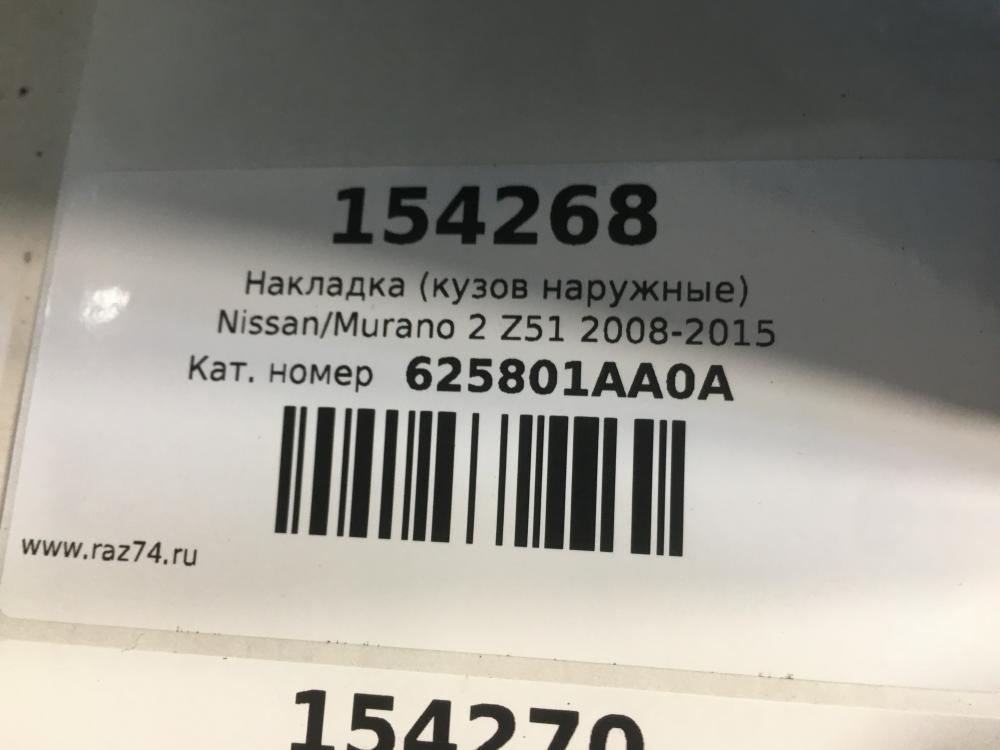 154268
Накладка (кузов наружные)
Nissan/Murano 2 Z51 2008-2015
Кат. номер 625801AA0A
www.raz74.ru
154270